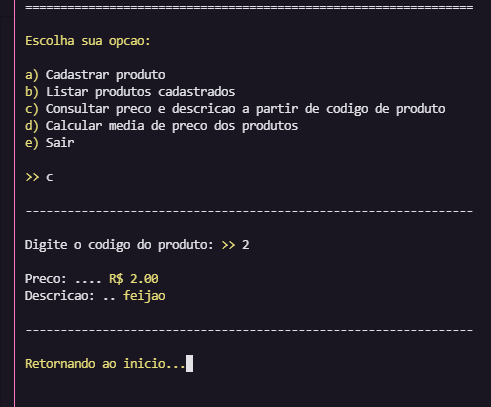 ================================================================
Escolha sua opcao:
a) Cadastrar produto
b) Listar produtos cadastrados
c) Consultar preco e descricao a partir de codigo de produto
d) Calcular media de preco dos produtos
e) Sair
>> c
----------------------------------------------------------------
Digite o codigo do produto: >> 2
Preco: .... R$ 2.00
Descricao: .. feijao
----------------------------------------------------------------
Retornando ao inicio...